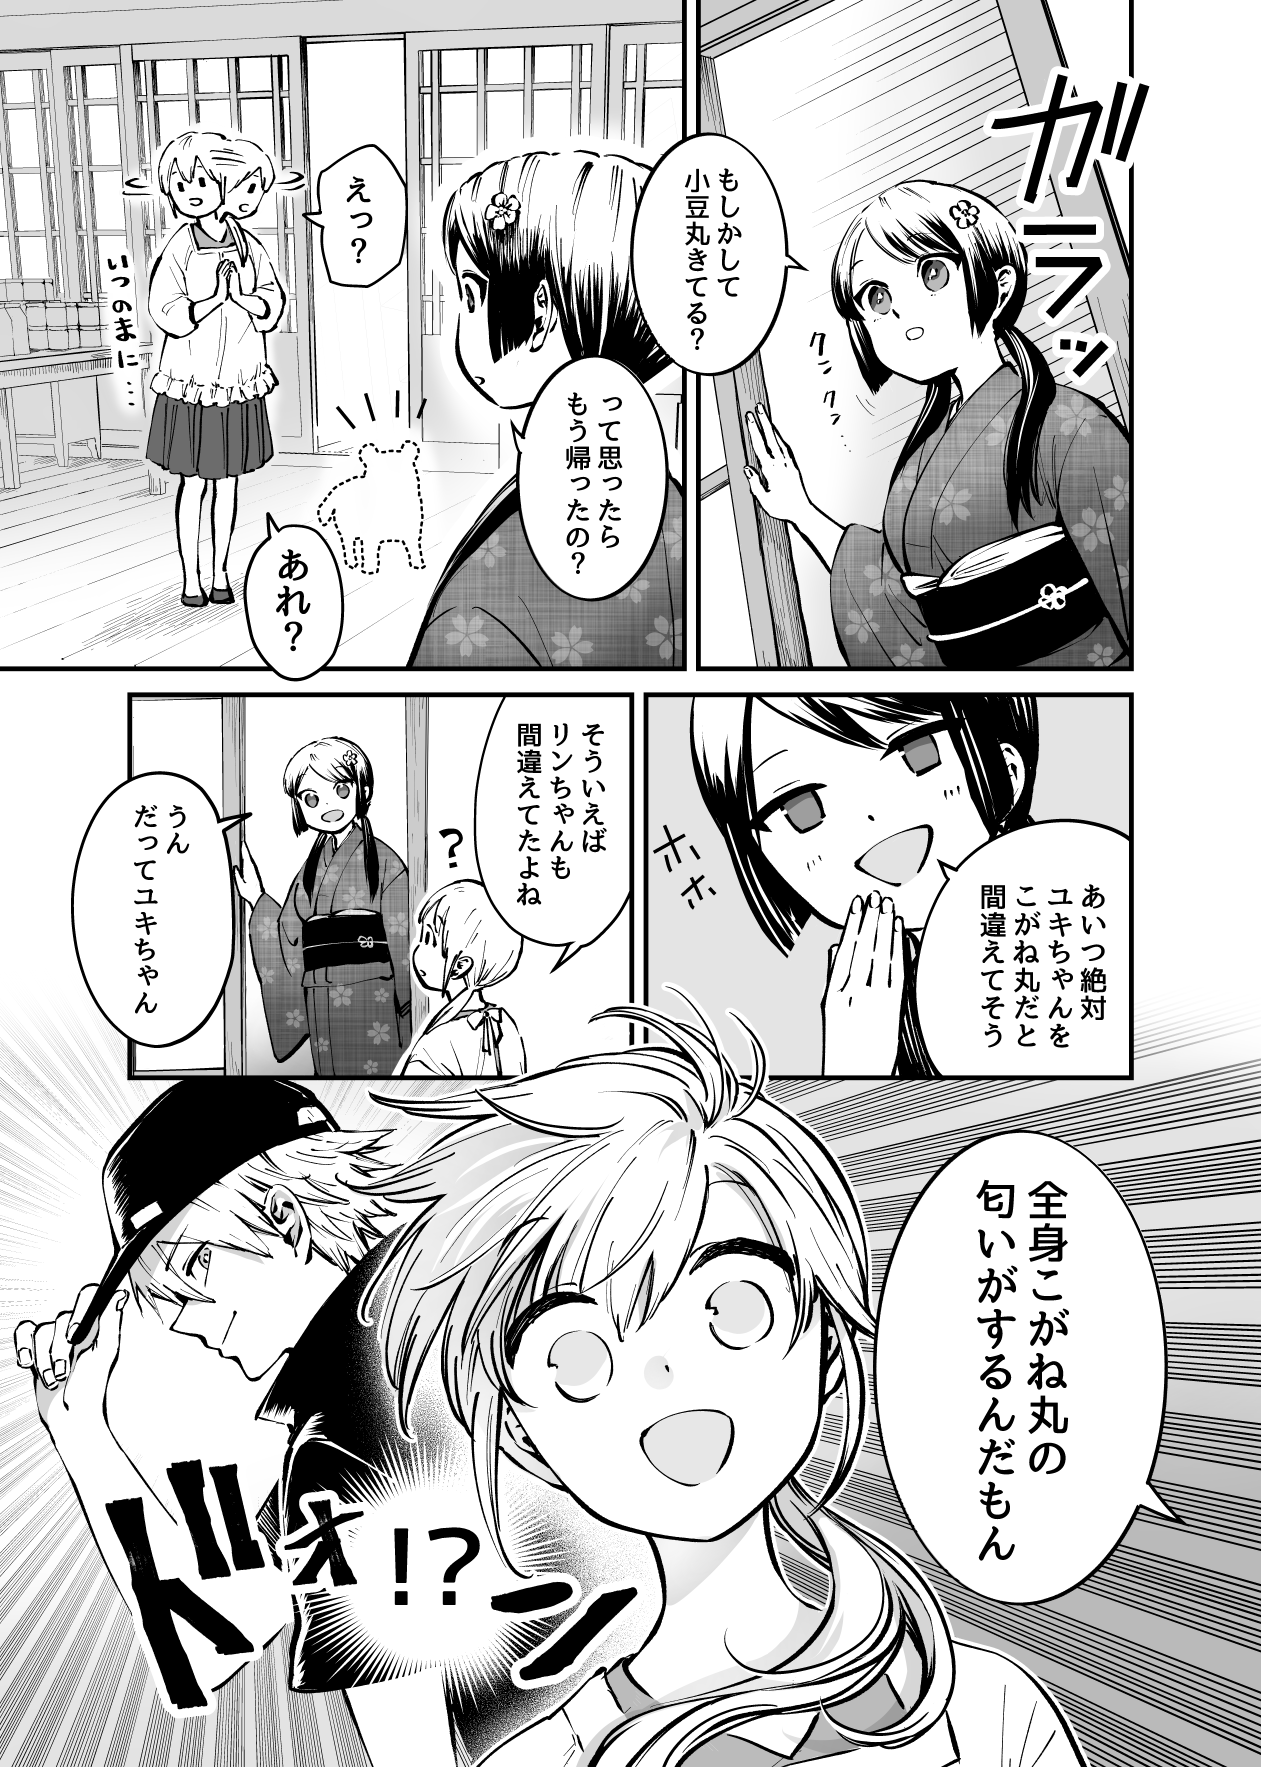 ガラッ
もしかして
小豆丸きてる？
クンクン
って思ったら
もう帰ったの？
えっ？
いつのまに…
あれ？
あいつ絶対
ユキちゃんを
こがね丸だと
間違えてそう
ホホ
そういえば
リンちゃんも
間違えてたよね
？
うん
だってユキちゃん
全身こがね丸の
匂いがするんだもん
ドォーン
！？